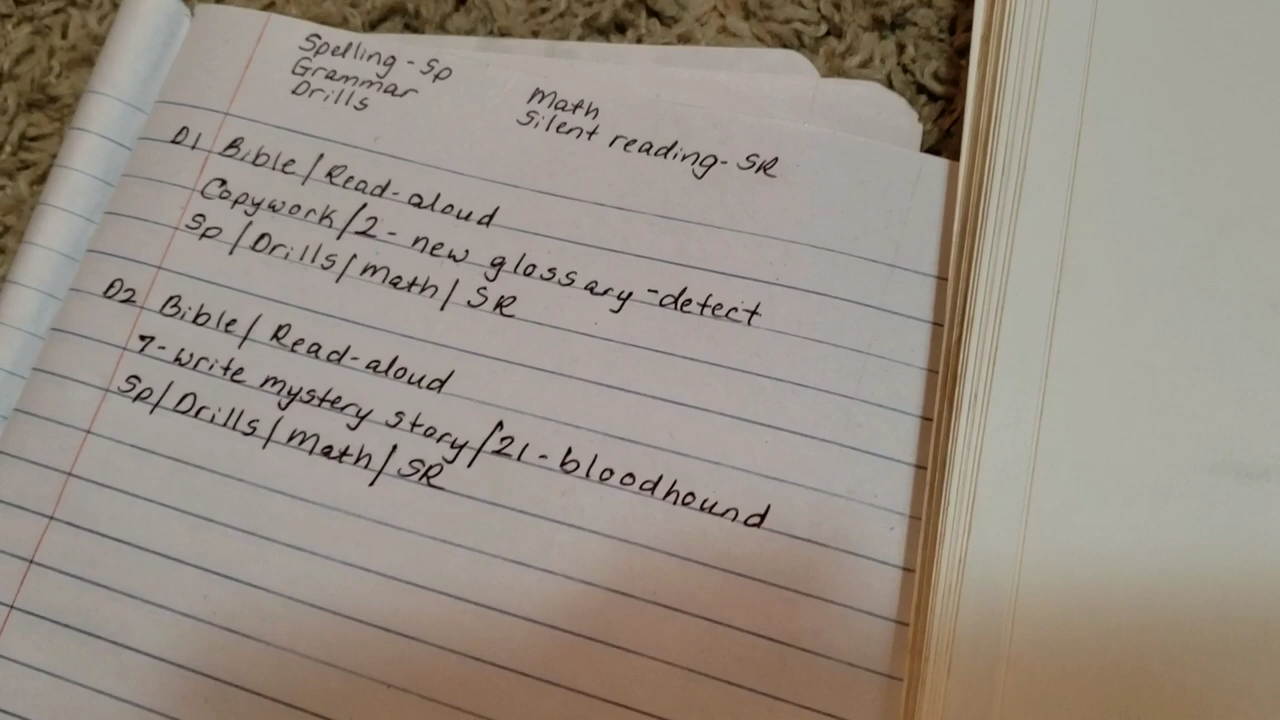 Spelling - Sp
Grammar
Drills
Math
Silent reading - SR
D1 Bible/Read-aloud
Copywork/2 - new glossary - detect
Sp/Drills/Math/SR
D2 Bible/Read-aloud
7 - write mystery story/21 - bloodhound
Sp/Drills/Math/SR